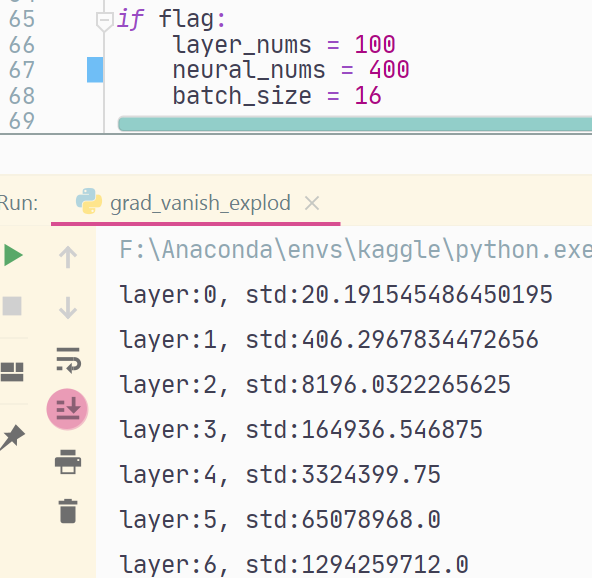 65 if flag:
66 layer_nums = 100
67 neural_nums = 400
68 batch_size = 16
69
Run: grad_vanish_explod
F:\Anaconda\envs\kaggle\python.exe
layer:0, std:20.191545486450195
layer:1, std:406.2967834472656
layer:2, std:8196.0322265625
layer:3, std:164936.546875
layer:4, std:3324399.75
layer:5, std:65078968.0
layer:6, std:1294259712.0